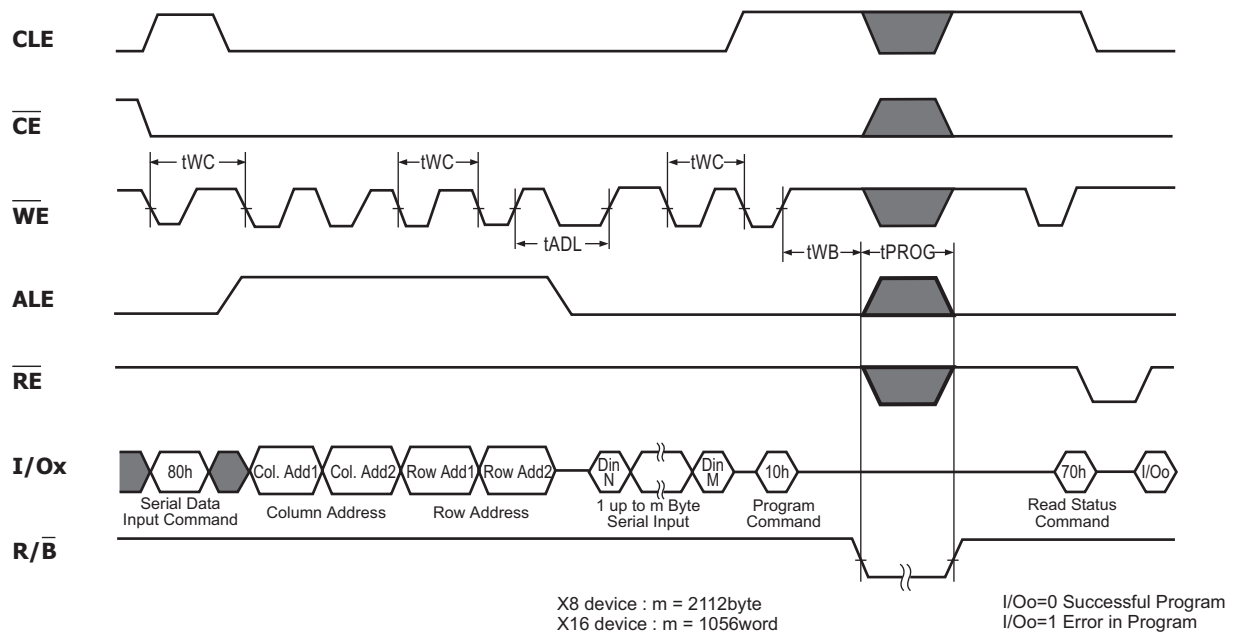 CLE
CE
tWC
tWC
tWC
WE
tADL
tWB
tPROG
ALE
RE
I/Ox
80h
Col. Add1
Col. Add2
Row Add1
Row Add2
Din
N
Din
M
10h
70h
I/Oo
Serial Data
Input Command
Column Address
Row Address
1 up to m Byte
Serial Input
Program
Command
Read Status
Command
R/B̅
X8 device : m = 2112byte
X16 device : m = 1056word
I/Oo=0 Successful Program
I/Oo=1 Error in Program